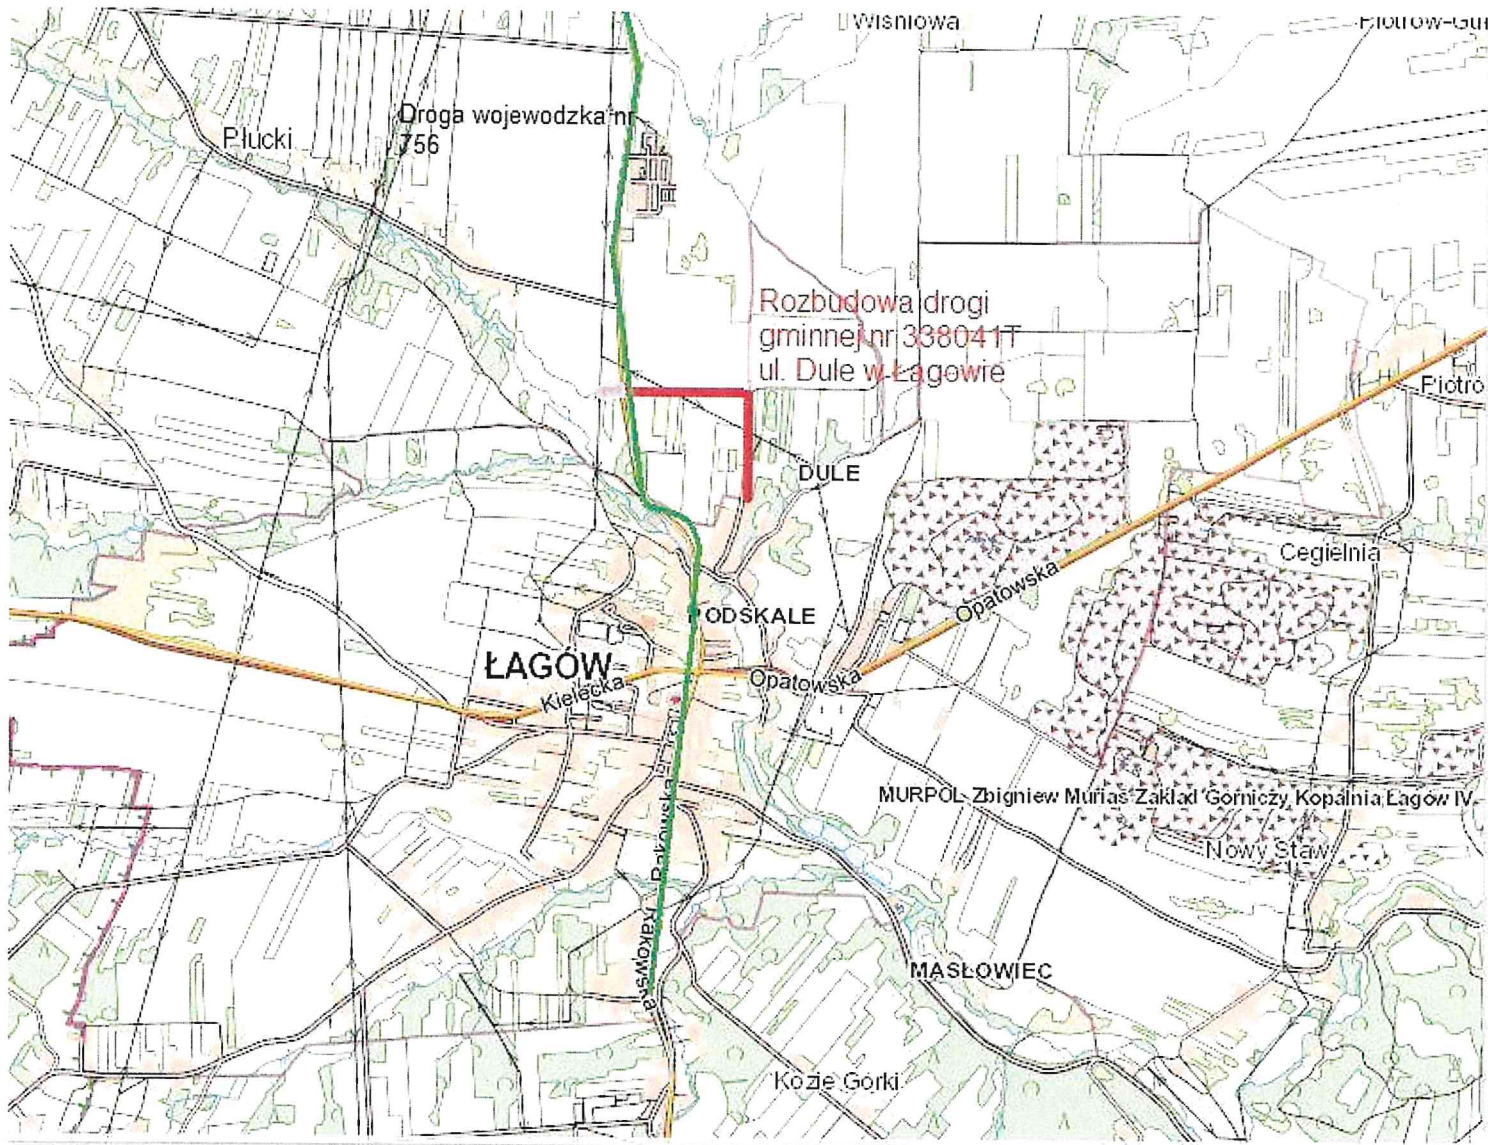 Wiśniowa
Piotrów-Gu
Droga wojewodzka nr
756
Płucki
Rozbudowa drogi
gminnej nr 338041T
ul. Dule w Łagowie
Piotro
DULE
Cegielnia
Opatowska
PODSKALE
ŁAGÓW
Kielecka
Opatowska
MURPOL Zbigniew Murias Zakład Górniczy Kopalnia Łagów IV
Nowy Staw
Rakowska
Rakowska
MASŁOWIEC
Kozie Górki